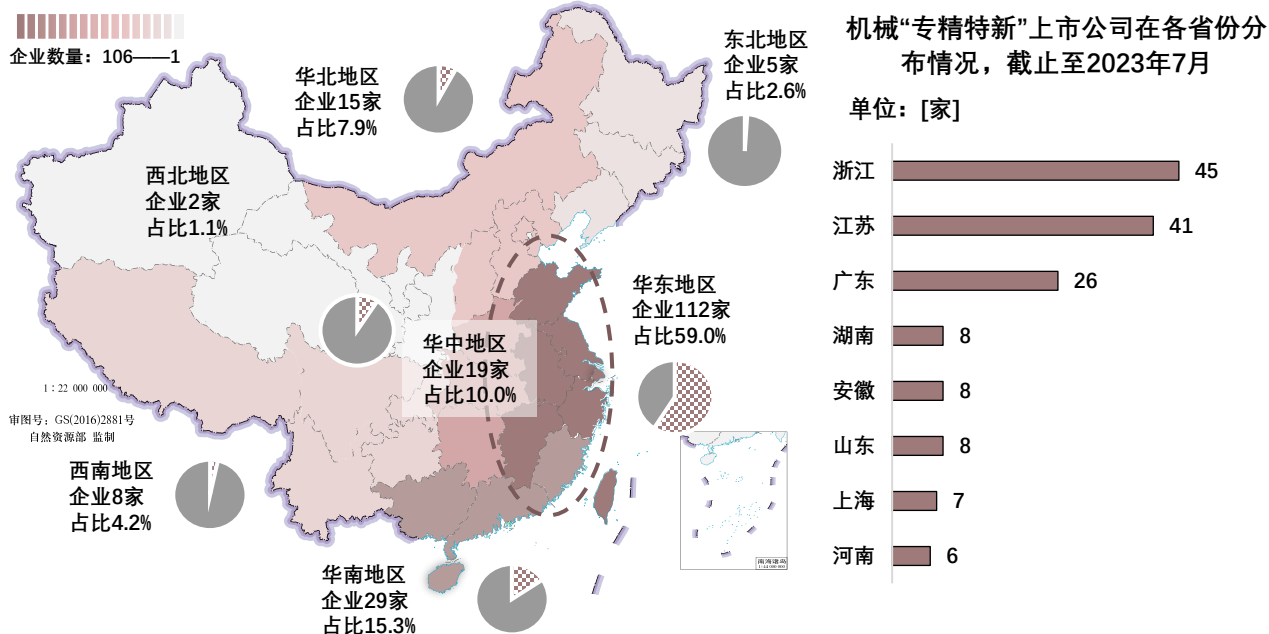 企业数量：106——1
华北地区
企业15家
占比7.9%
东北地区
企业5家
占比2.6%
西北地区
企业2家
占比1.1%
华东地区
企业112家
占比59.0%
华中地区
企业19家
占比10.0%
1：22 000 000
审图号：GS(2016)2881号
自然资源部 监制
西南地区
企业8家
占比4.2%
华南地区
企业29家
占比15.3%
南海诸岛
1:44 000 000
机械“专精特新”上市公司在各省份分
布情况，截止至2023年7月
单位：[家]
浙江 45
江苏 41
广东 26
湖南 8
安徽 8
山东 8
上海 7
河南 6